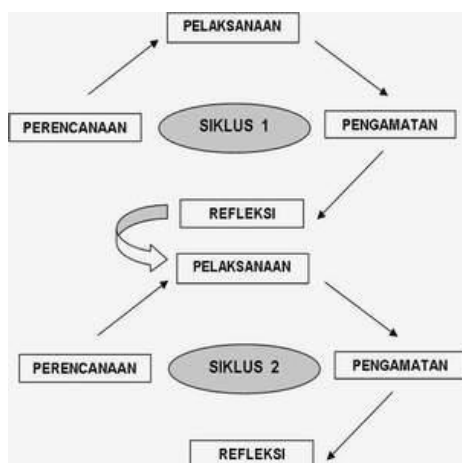 PELAKSANAAN
PERENCANAAN
SIKLUS 1
PENGAMATAN
REFLEKSI
PELAKSANAAN
PERENCANAAN
SIKLUS 2
PENGAMATAN
REFLEKSI